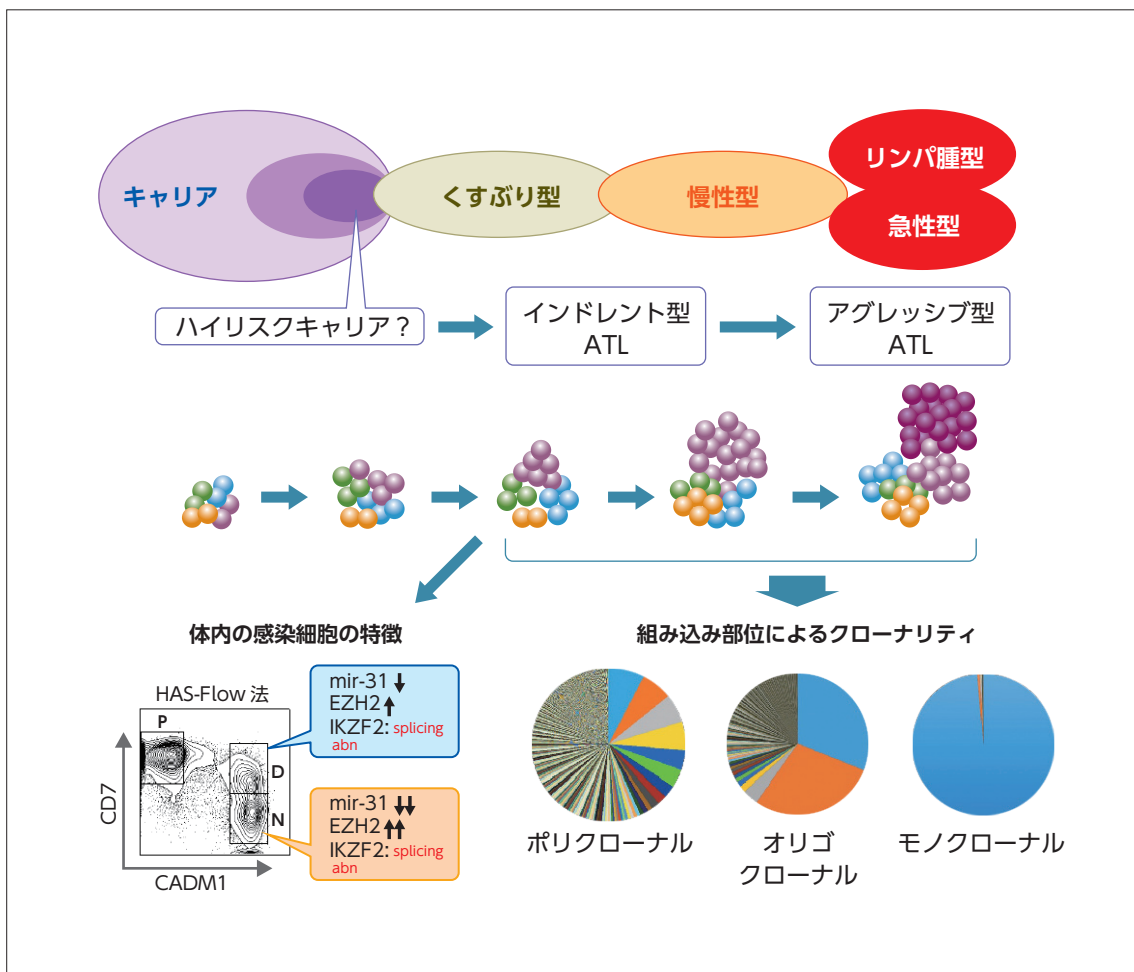 キャリア
くすぶり型
慢性型
リンパ腫型
急性型
ハイリスクキャリア?
インドレント型
ATL
アグレッシブ型
ATL
体内の感染細胞の特徴
HAS-Flow 法
P
D
N
CD7
CADM1
mir-31 ↓
EZH2 ↑
IKZF2: splicing
abn
mir-31 ↓↓
EZH2 ↑↑
IKZF2: splicing
abn
組み込み部位によるクローナリティ
ポリクローナル
オリゴ
クローナル
モノクローナル